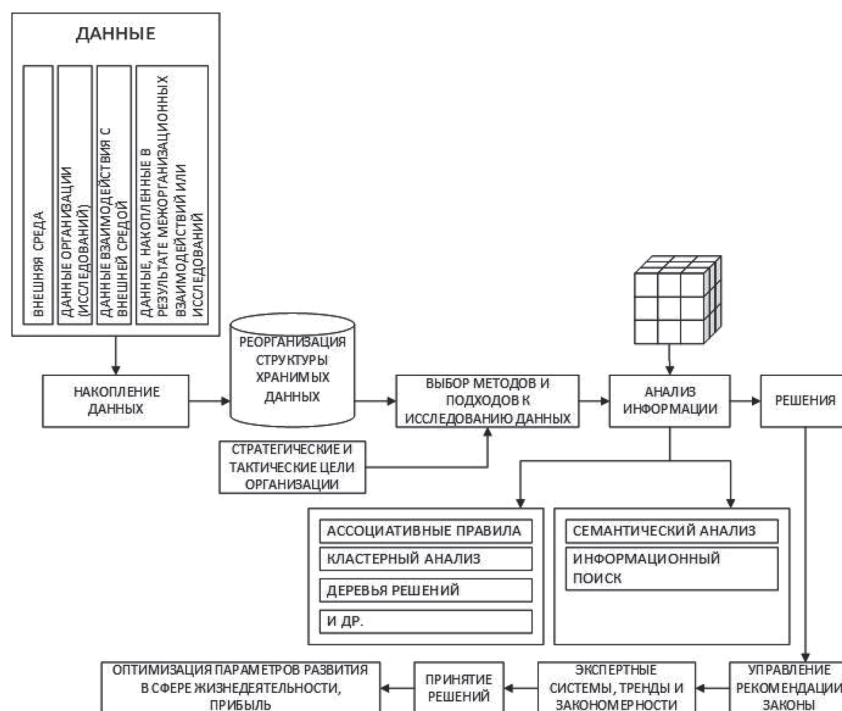 ДАННЫЕ
ВНЕШНЯЯ СРЕДА
ДАННЫЕ ОРГАНИЗАЦИИ
(ИССЛЕДОВАНИЙ)
ДАННЫЕ ВЗАИМОДЕЙСТВИЯ С
ВНЕШНЕЙ СРЕДОЙ
ДАННЫЕ, НАКОПЛЕННЫЕ В
РЕЗУЛЬТАТЕ МЕЖОРГАНИЗАЦИОННЫХ
ВЗАИМОДЕЙСТВИЙ ИЛИ
ИССЛЕДОВАНИЙ
НАКОПЛЕНИЕ
ДАННЫХ
РЕОРГАНИЗАЦИЯ
СТРУКТУРЫ
ХРАНИМЫХ
ДАННЫХ
ВЫБОР МЕТОДОВ И
ПОДХОДОВ К
ИССЛЕДОВАНИЮ ДАННЫХ
АНАЛИЗ
ИНФОРМАЦИИ
РЕШЕНИЯ
СТРАТЕГИЧЕСКИЕ И
ТАКТИЧЕСКИЕ ЦЕЛИ
ОРГАНИЗАЦИИ
АССОЦИАТИВНЫЕ ПРАВИЛА
КЛАСТЕРНЫЙ АНАЛИЗ
ДЕРЕВЬЯ РЕШЕНИЙ
И ДР.
СЕМАНТИЧЕСКИЙ АНАЛИЗ
ИНФОРМАЦИОННЫЙ
ПОИСК
ОПТИМИЗАЦИЯ ПАРАМЕТРОВ РАЗВИТИЯ
В СФЕРЕ ЖИЗНЕДЕЯТЕЛЬНОСТИ,
ПРИБЫЛЬ
ПРИНЯТИЕ
РЕШЕНИЙ
ЭКСПЕРТНЫЕ
СИСТЕМЫ, ТРЕНДЫ И
ЗАКОНОМЕРНОСТИ
УПРАВЛЕНИЕ
РЕКОМЕНДАЦИИ
ЗАКОНЫ